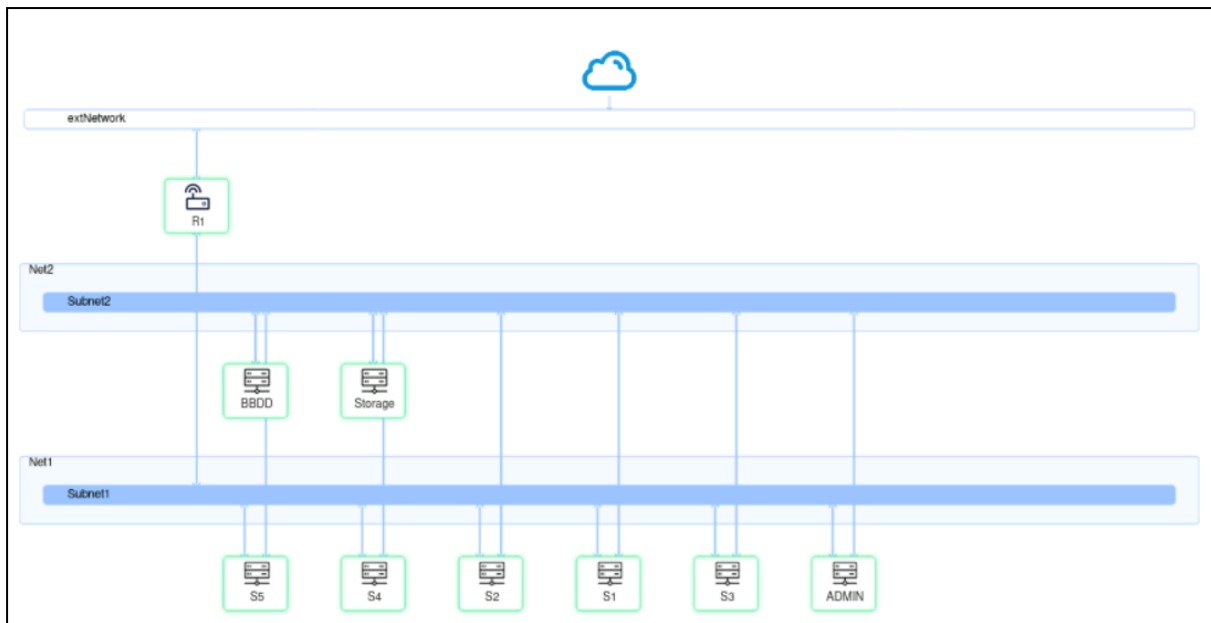 extNetwork
R1
Net2
Subnet2
BBDD
Storage
Net1
Subnet1
S5
S4
S2
S1
S3
ADMIN